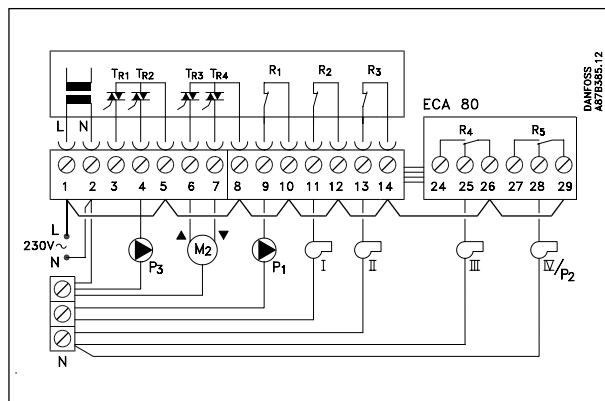 TR1 TR2 TR3 TR4 R1 R2 R3
L N
ECA 80
R4 R5
DANFOSS
A87B385.12
1 2 3 4 5 6 7 8 9 10 11 12 13 14
24 25 26 27 28 29
L
230V~
N
P3 M2 P1 I II III IV/P2
N